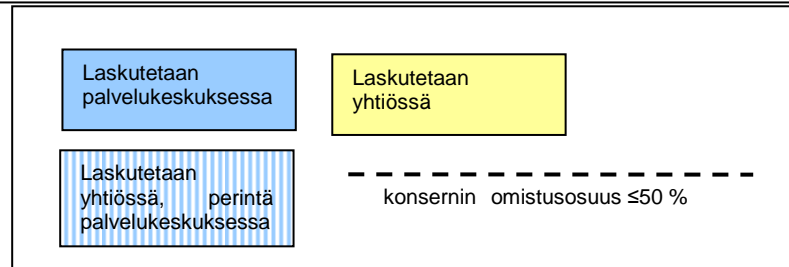 Laskutetaan
palvelukeskuksessa
Laskutetaan
yhtiössä
Laskutetaan
yhtiössä, perintä
palvelukeskuksessa
konsernin omistusosuus ≤50 %